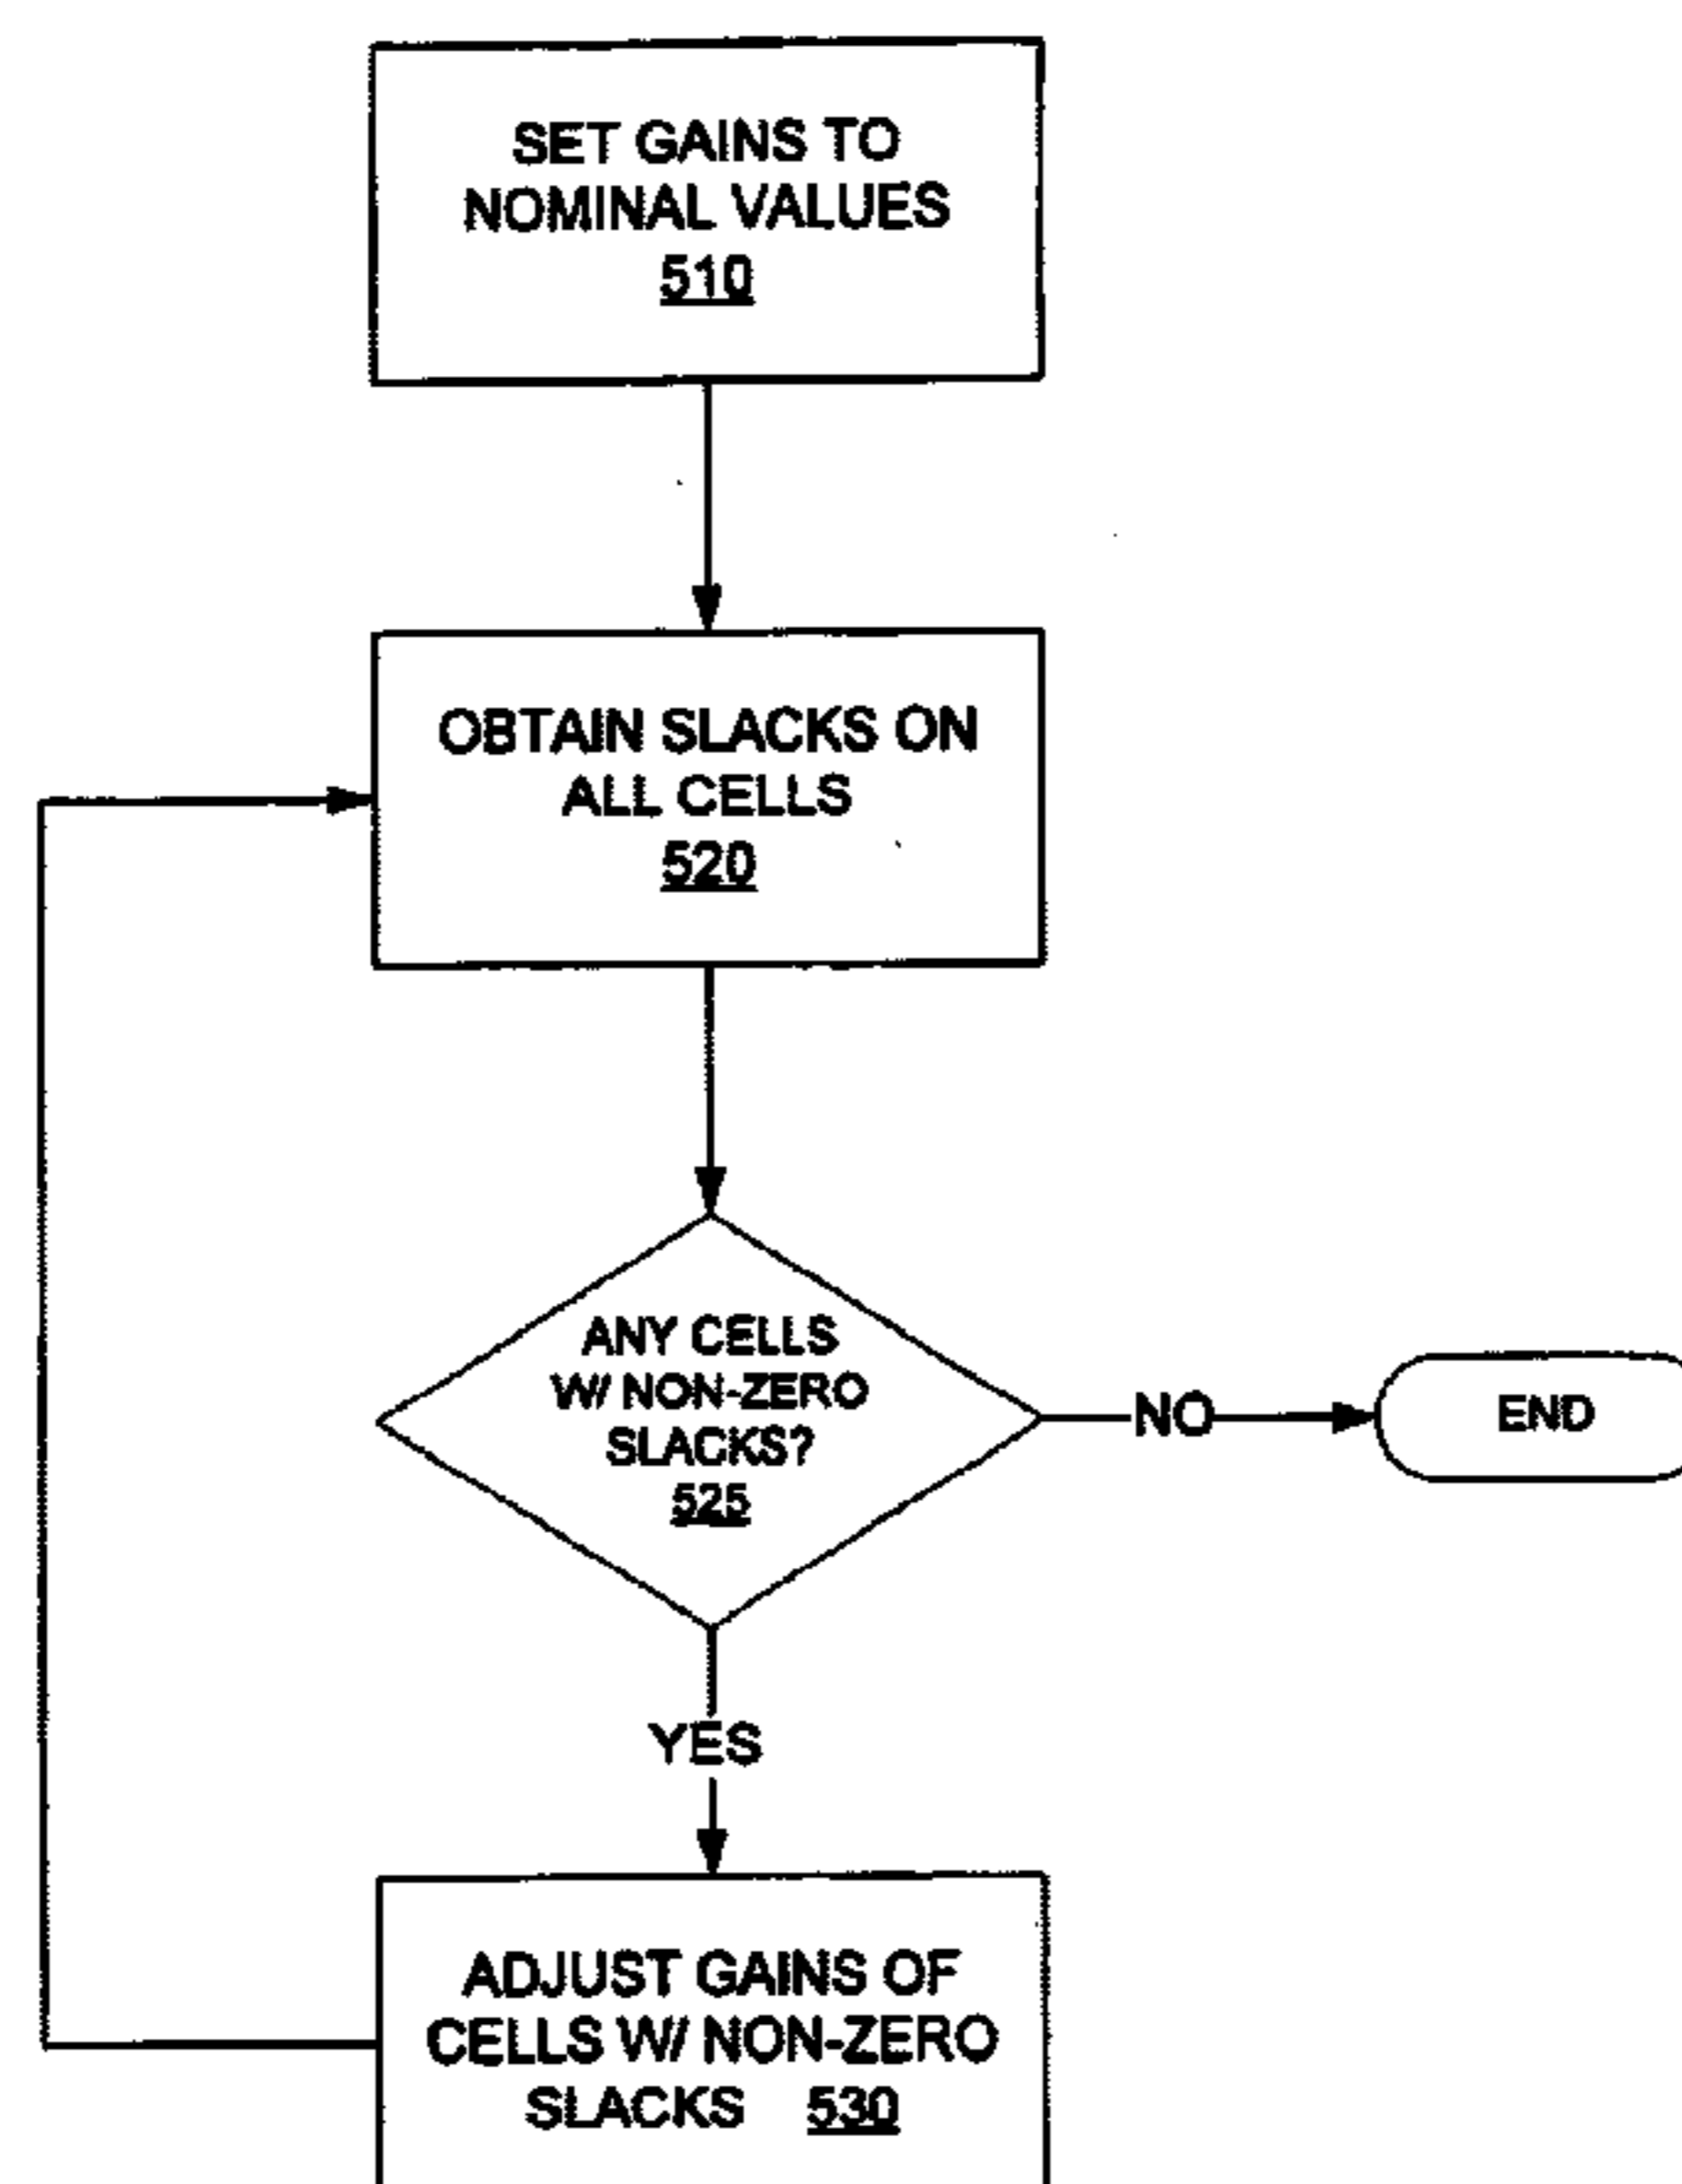 SET GAINS TO
NOMINAL VALUES
510
OBTAIN SLACKS ON
ALL CELLS
520
ANY CELLS
W/ NON-ZERO
SLACKS?
525
NO
END
YES
ADJUST GAINS OF
CELLS W/ NON-ZERO
SLACKS 530